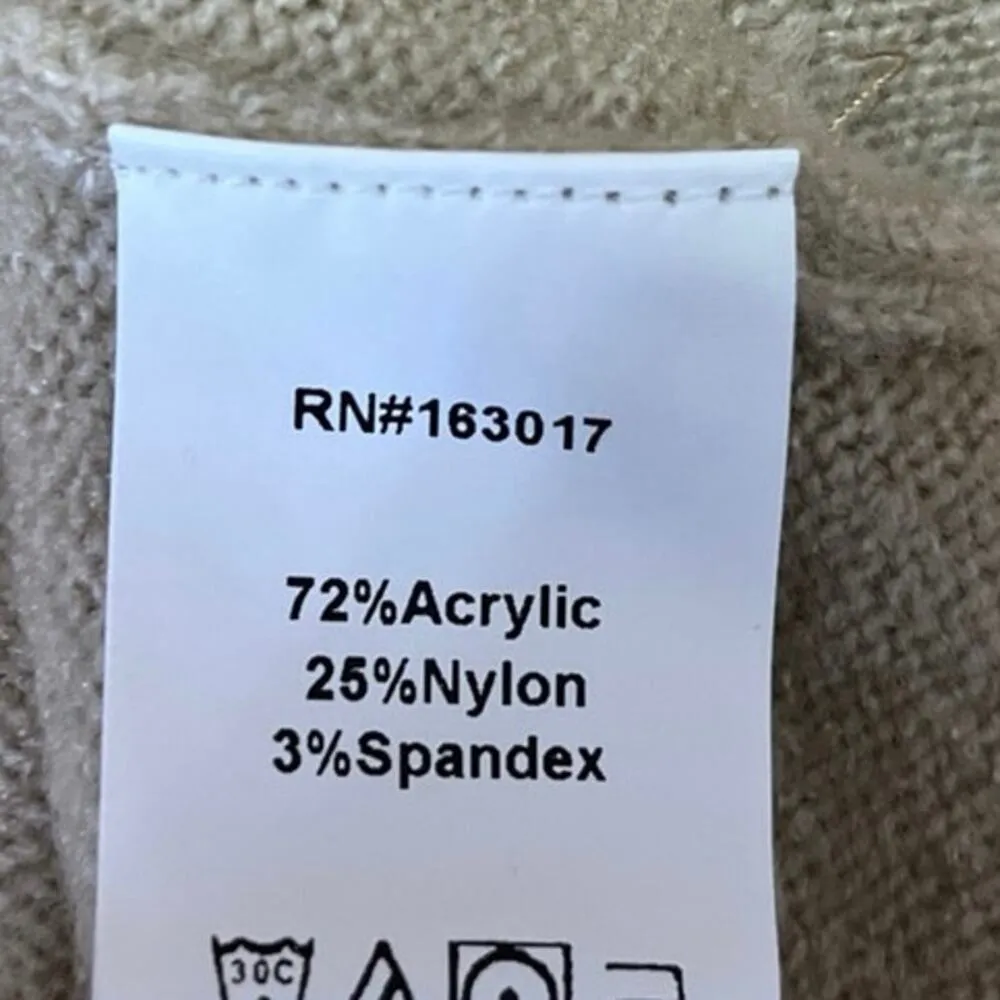 RN#163017
72%Acrylic
25%Nylon
3%Spandex
30C